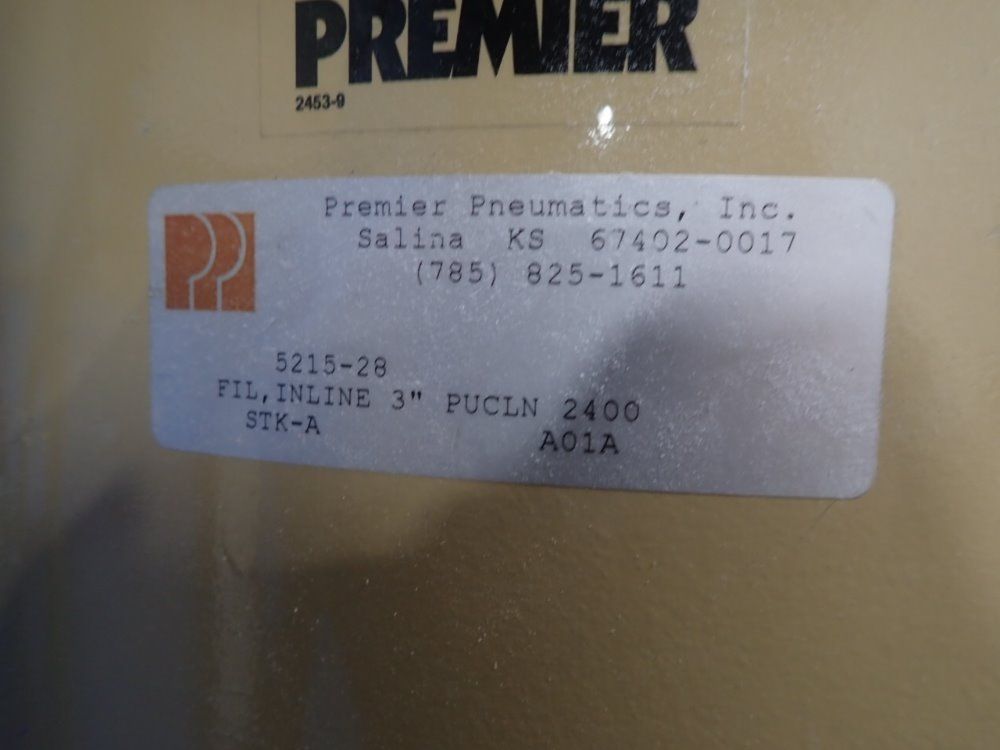 PREMIER
2453-9
Premier Pneumatics, Inc.
Salina KS 67402-0017
(785) 825-1611
5215-28
FIL,INLINE 3" PUCLN 2400
STK-A A01A